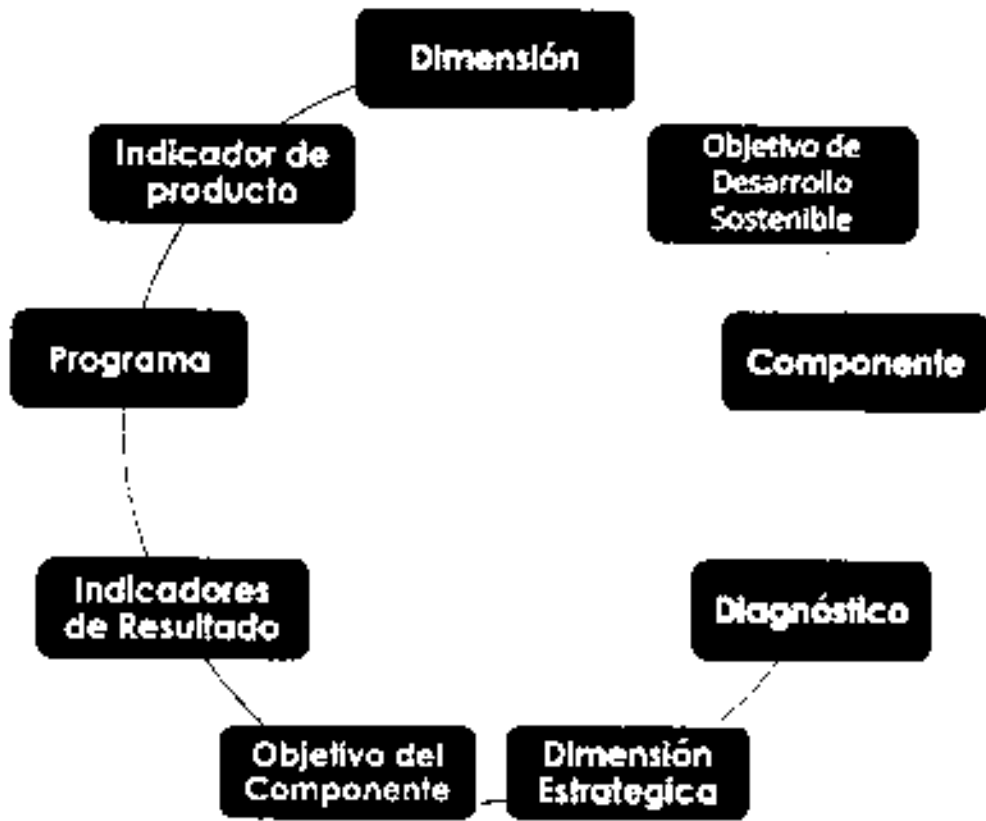 Dimensión
Objetivo de
Desarrollo
Sostenible
Componente
Diagnóstico
Dimensión
Estrategica
Objetivo del
Componente
Indicadores
de Resultado
Programa
Indicador de
producto